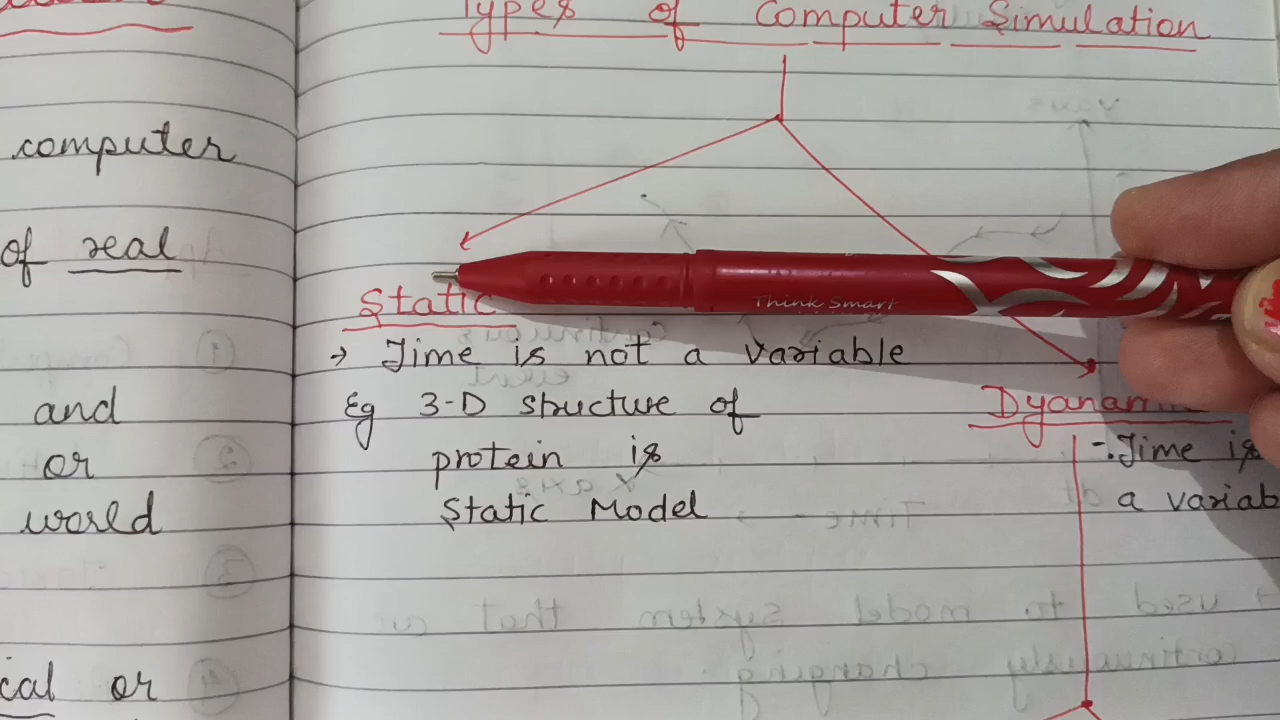 computer
of real
and
or
world
cal or
Types of Computer Simulation
Think Smart
Static
→ Time is not a variable
Eg 3-D structure of
protein is
Static Model
Dyanam
-. Time is
a variab